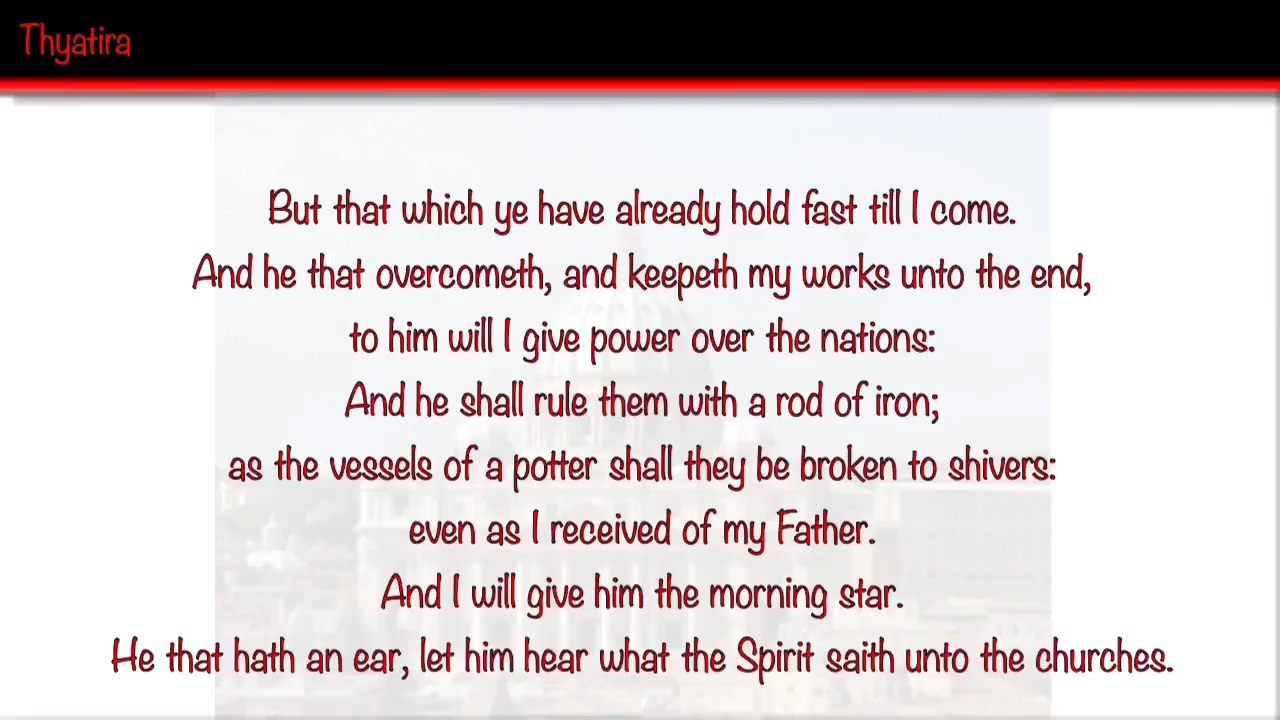 Thyatira
But that which ye have already hold fast till I come.
And he that overcometh, and keepeth my works unto the end,
to him will I give power over the nations:
And he shall rule them with a rod of iron;
as the vessels of a potter shall they be broken to shivers:
even as I received of my Father.
And I will give him the morning star.
He that hath an ear, let him hear what the Spirit saith unto the churches.